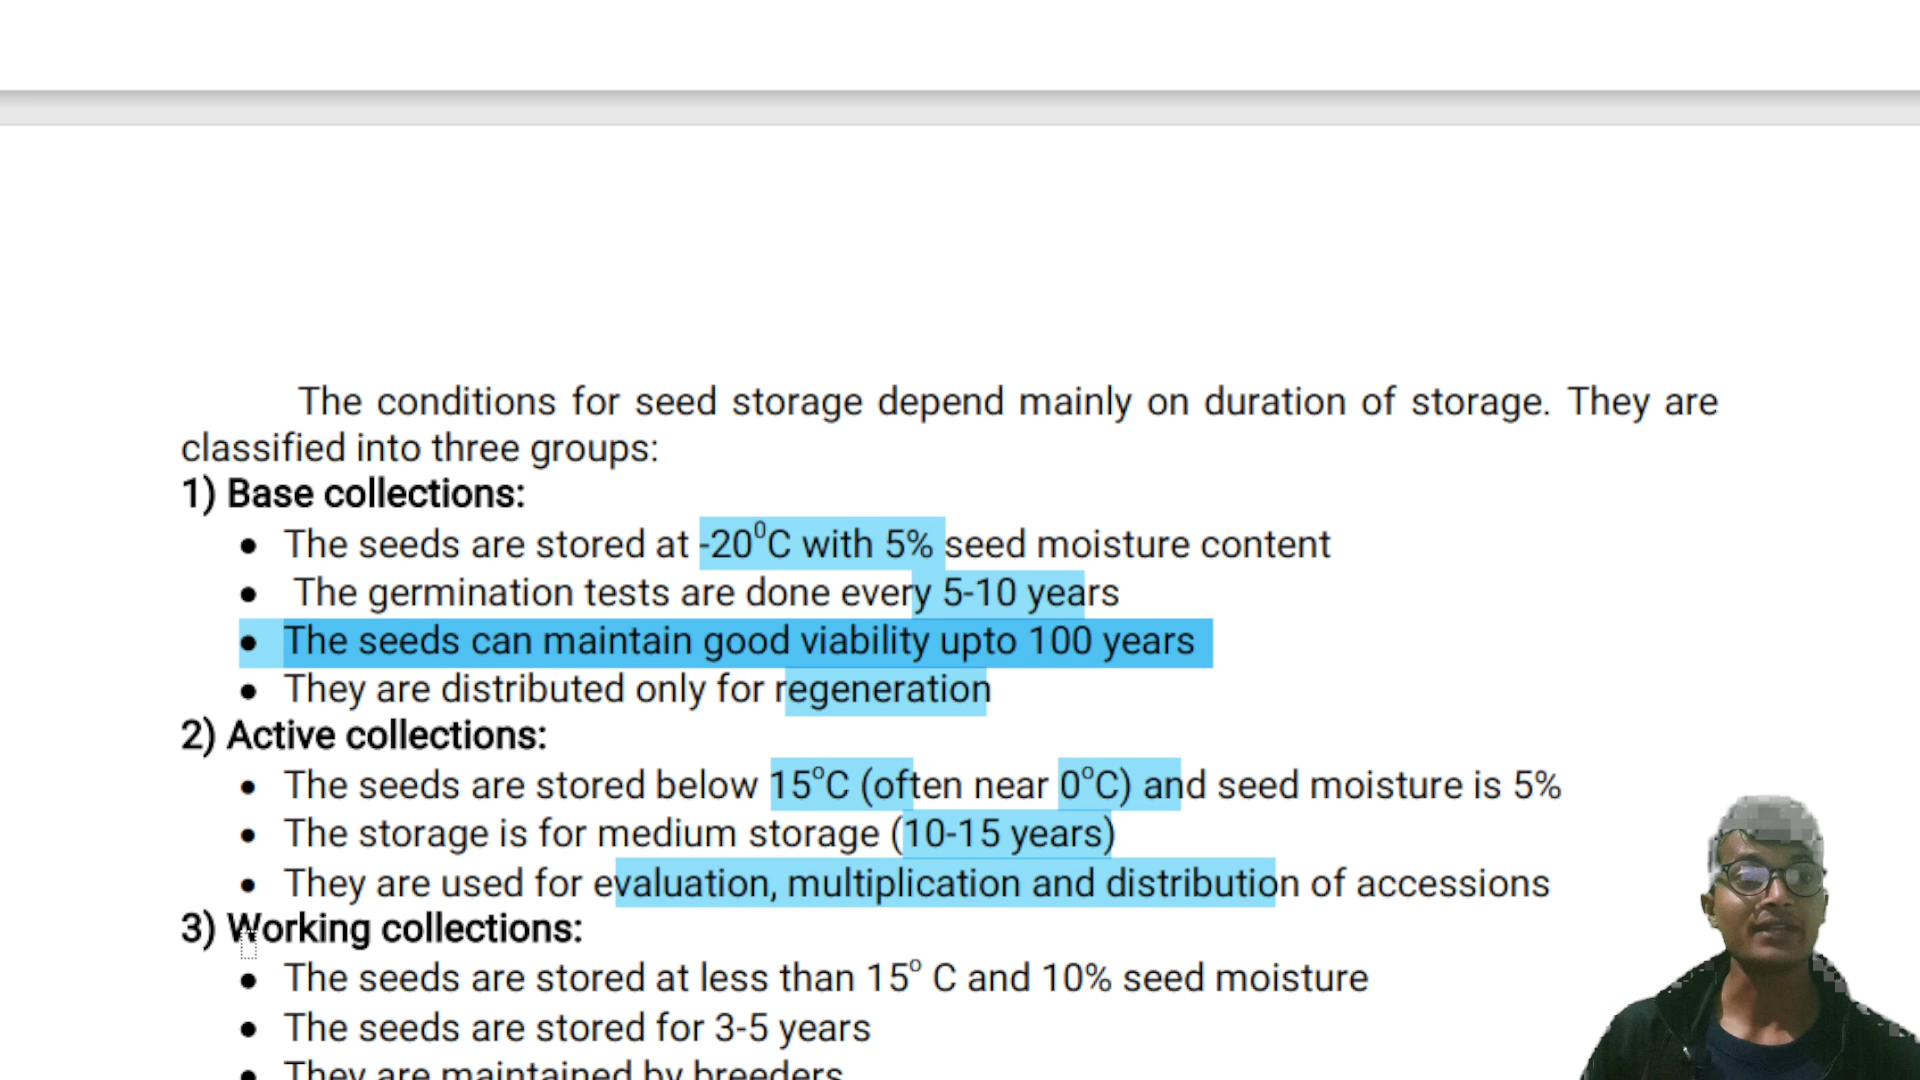 The conditions for seed storage depend mainly on duration of storage. They are
classified into three groups:
1) Base collections:
• The seeds are stored at -20⁰C with 5% seed moisture content
• The germination tests are done every 5-10 years
• The seeds can maintain good viability upto 100 years
• They are distributed only for regeneration
2) Active collections:
• The seeds are stored below 15°C (often near 0°C) and seed moisture is 5%
• The storage is for medium storage (10-15 years)
• They are used for evaluation, multiplication and distribution of accessions
3) Working collections:
• The seeds are stored at less than 15° C and 10% seed moisture
• The seeds are stored for 3-5 years
• They are maintained by breeders